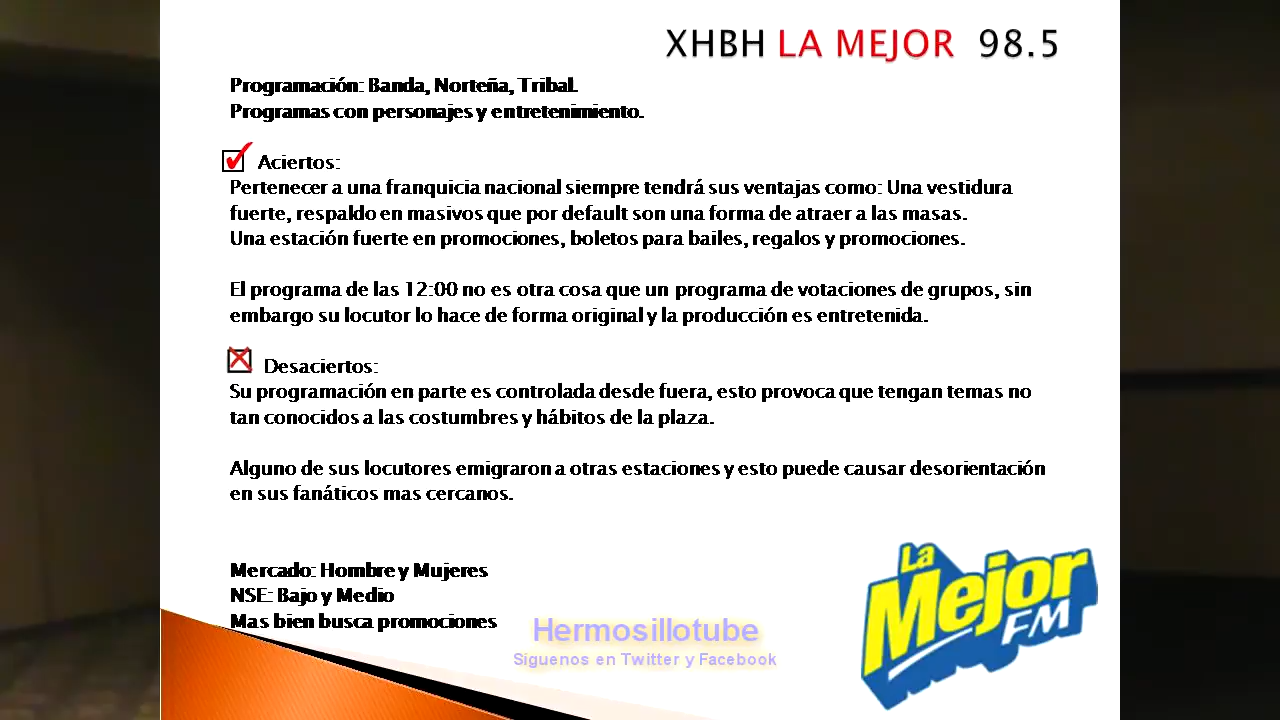 XHBH LA MEJOR 98.5
Programación: Banda, Norteña, Tribal.
Programas con personajes y entretenimiento.
Aciertos:
Pertenecer a una franquicia nacional siempre tendrá sus ventajas como: Una vestidura
fuerte, respaldo en masivos que por default son una forma de atraer a las masas.
Una estación fuerte en promociones, boletos para bailes, regalos y promociones.
El programa de las 12:00 no es otra cosa que un programa de votaciones de grupos, sin
embargo su locutor lo hace de forma original y la producción es entretenida.
Desaciertos:
Su programación en parte es controlada desde fuera, esto provoca que tengan temas no
tan conocidos a las costumbres y hábitos de la plaza.
Alguno de sus locutores emigraron a otras estaciones y esto puede causar desorientación
en sus fanáticos mas cercanos.
Mercado: Hombre y Mujeres
NSE: Bajo y Medio
Mas bien busca promociones
Hermosillotube
Siguenos en Twitter y Facebook
La
Mejor
FM